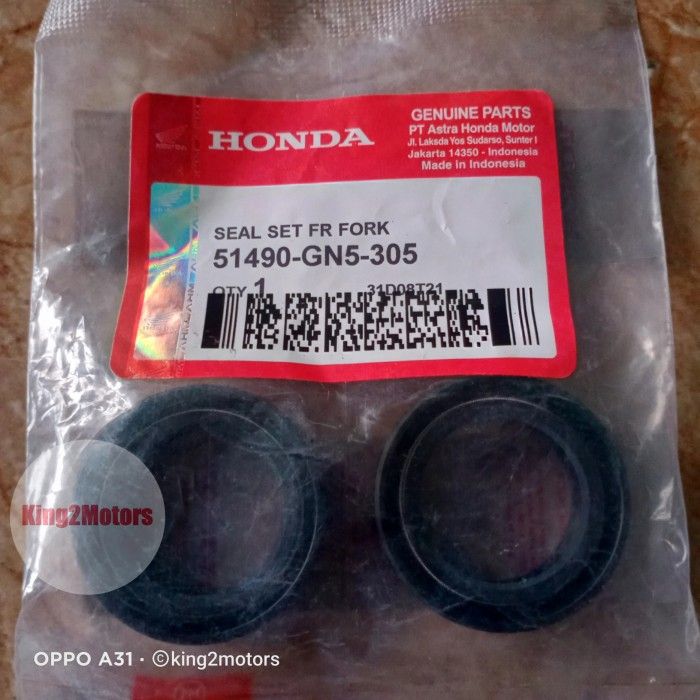 HONDA
GENUINE PARTS
PT Astra Honda Motor
Jl. Laksda Yos Sudarso, Sunter I
Jakarta 14350 - Indonesia
Made in Indonesia
SEAL SET FR FORK
51490-GN5-305
QTY 1 31D08T21
King2Motors
OPPO A31 · ©king2motors